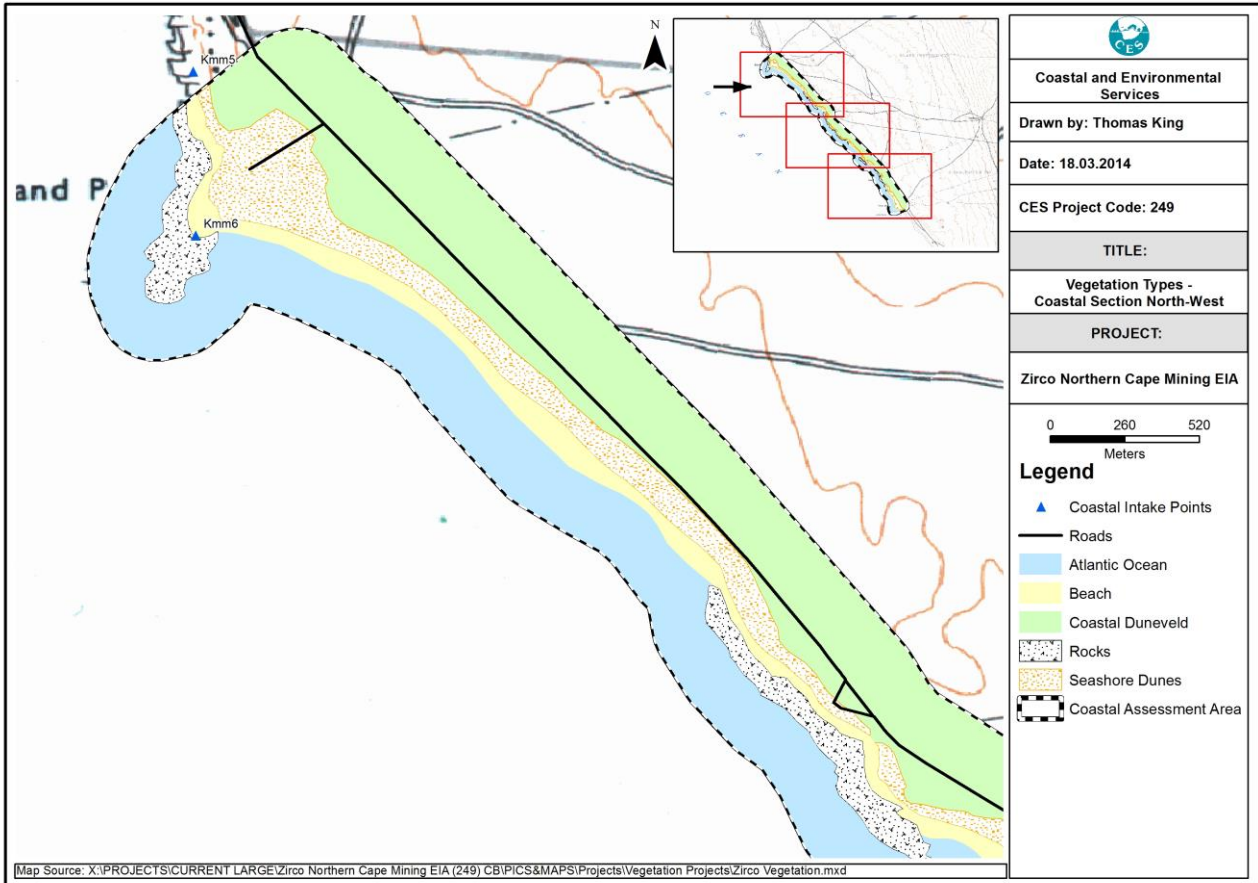 Kmm5
and P
Kmm6
N
CES
Coastal and Environmental
Services
Drawn by: Thomas King
Date: 18.03.2014
CES Project Code: 249
TITLE:
Vegetation Types -
Coastal Section North-West
PROJECT:
Zirco Northern Cape Mining EIA
0 260 520
Meters
Legend
Coastal Intake Points
Roads
Atlantic Ocean
Beach
Coastal Duneveld
Rocks
Seashore Dunes
Coastal Assessment Area
Map Source: X:\PROJECTS\CURRENT LARGE\Zirco Northern Cape Mining EIA (249) CB\PICS&MAPS\Projects\Vegetation Projects\Zirco Vegetation.mxd